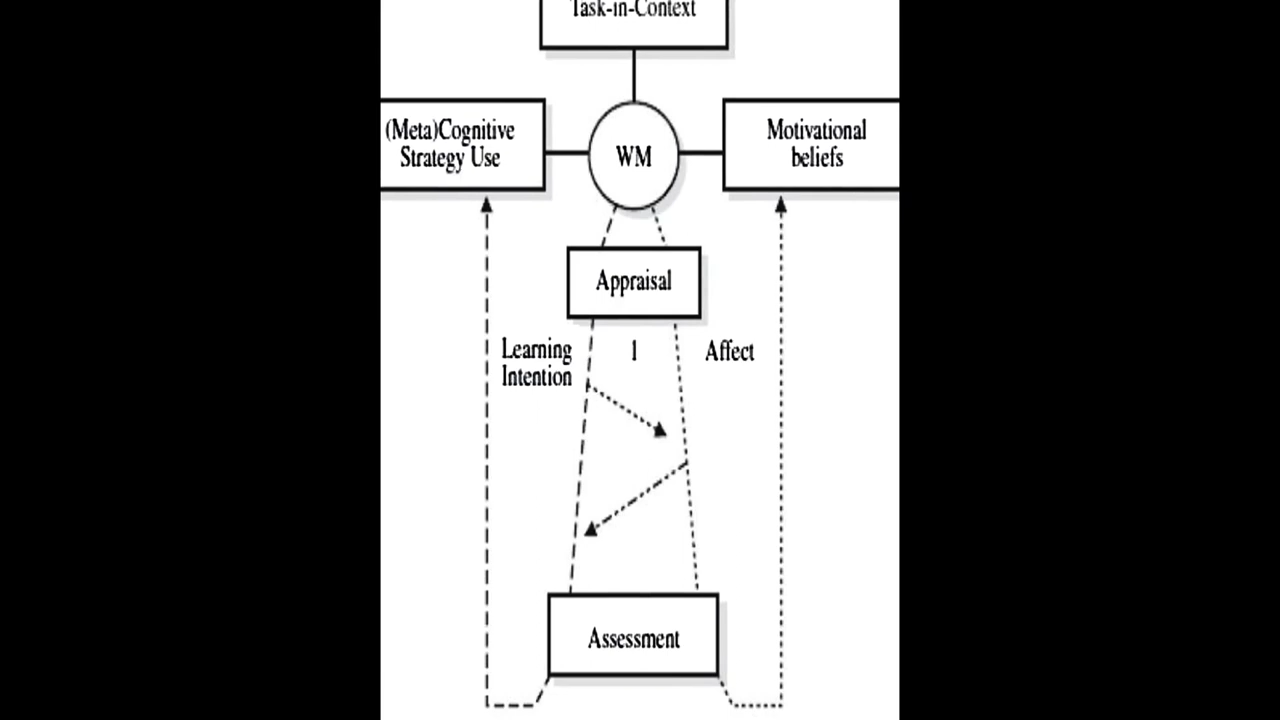 Task-in-Context
(Meta)Cognitive
Strategy Use
WM
Motivational
beliefs
Appraisal
Learning
Intention
1
Affect
Assessment